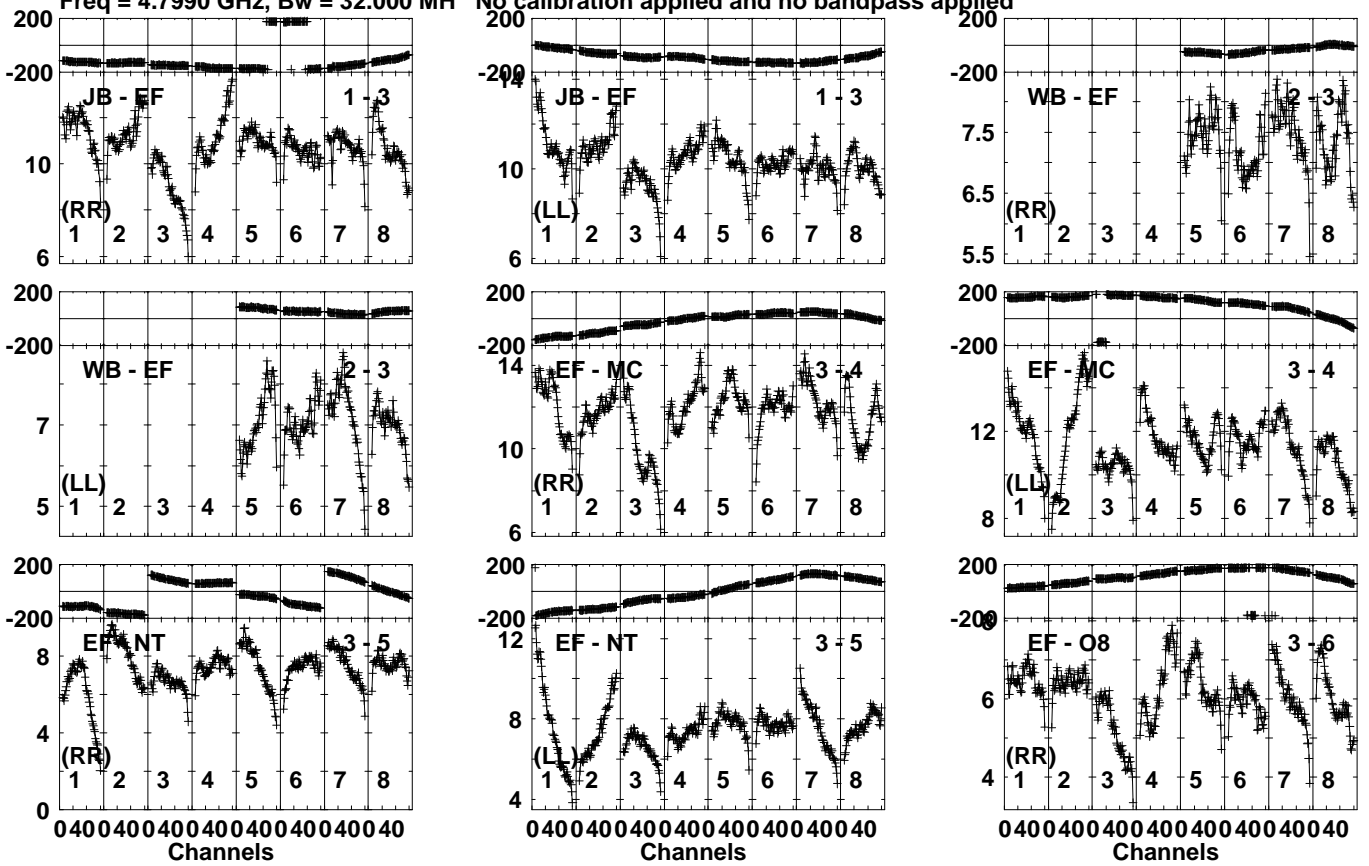 Freq = 4.7990 GHz, Bw = 32.000 MH No calibration applied and no bandpass applied
200
-200
JB - EF 1 - 3
10
(RR)
1 2 3 4 5 6 7 8
6
200
-200
14
JB - EF 1 - 3
10
(LL)
1 2 3 4 5 6 7 8
6
200
-200
WB - EF 2 - 3
7.5
6.5
(RR)
1 2 3 4 5 6 7 8
5.5
200
-200
WB - EF 2 - 3
7
(LL)
5 1 2 3 4 5 6 7 8
200
-200
14
EF - MC 3 - 4
10
(RR)
1 2 3 4 5 6 7 8
6
200
-200
EF - MC 3 - 4
12
(LL)
8 1 2 3 4 5 6 7 8
200
-200
EF - NT 3 - 5
8
4
(RR)
1 2 3 4 5 6 7 8
0
0 40 0 40 0 40 0 40 0 40 0 40 0 40 0 40
Channels
200
-200
12
EF - NT 3 - 5
8
(LL)
1 2 3 4 5 6 7 8
4
0 40 0 40 0 40 0 40 0 40 0 40 0 40 0 40
Channels
200
-200
8
EF - O8 3 - 6
6
(RR)
4 1 2 3 4 5 6 7 8
0 40 0 40 0 40 0 40 0 40 0 40 0 40 0 40
Channels